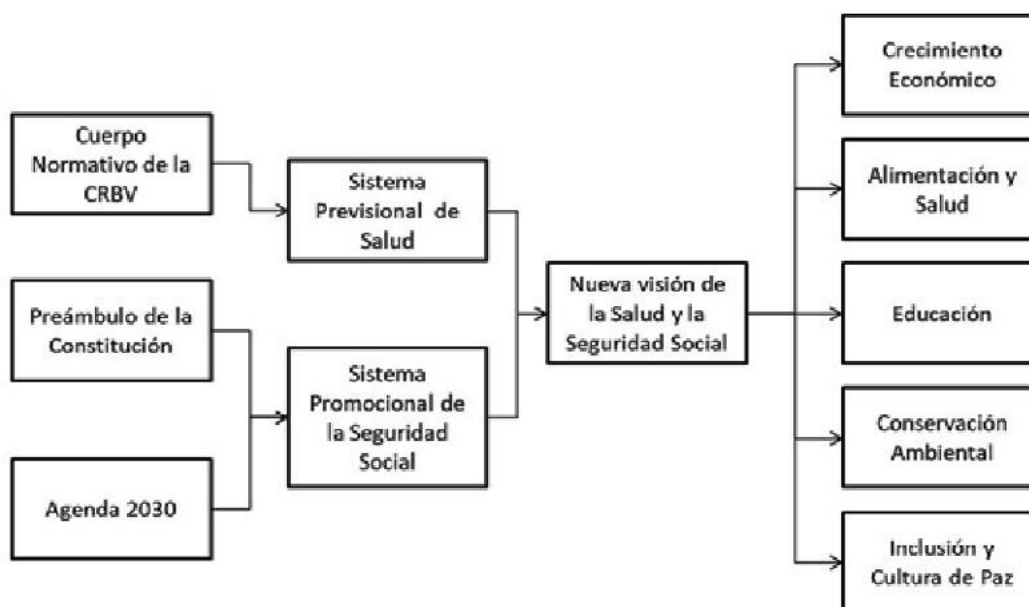 Cuerpo
Normativo de la
CRBV
Preámbulo de la
Constitución
Agenda 2030
Sistema
Previsional de
Salud
Sistema
Promocional de
la Seguridad
Social
Nueva visión de
la Salud y la
Seguridad Social
Crecimiento
Económico
Alimentación y
Salud
Educación
Conservación
Ambiental
Inclusión y
Cultura de Paz